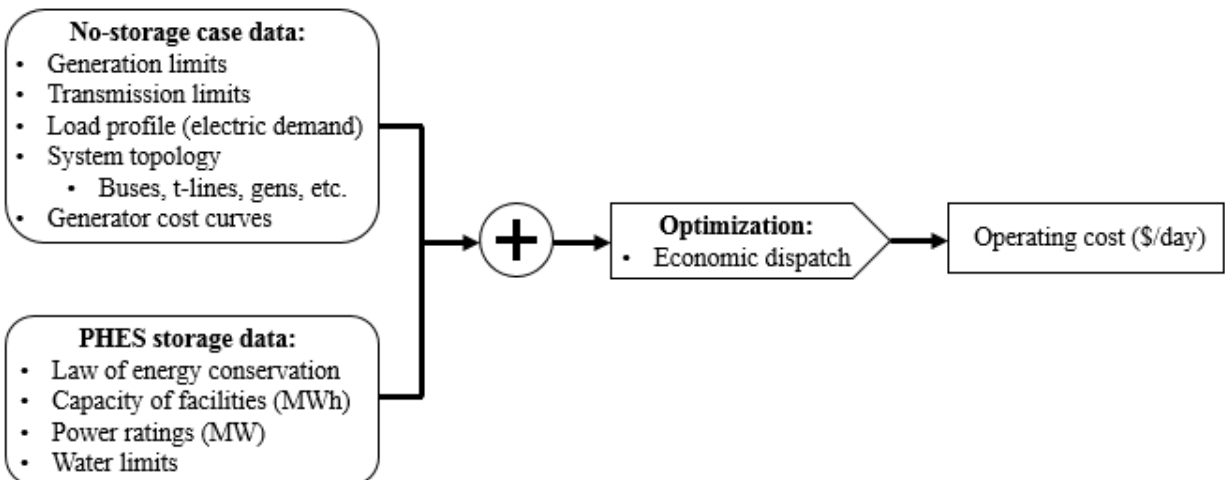 No-storage case data:
• Generation limits
• Transmission limits
• Load profile (electric demand)
• System topology
• Buses, t-lines, gens, etc.
• Generator cost curves
PHES storage data:
• Law of energy conservation
• Capacity of facilities (MWh)
• Power ratings (MW)
• Water limits
+
Optimization:
• Economic dispatch
Operating cost ($/day)